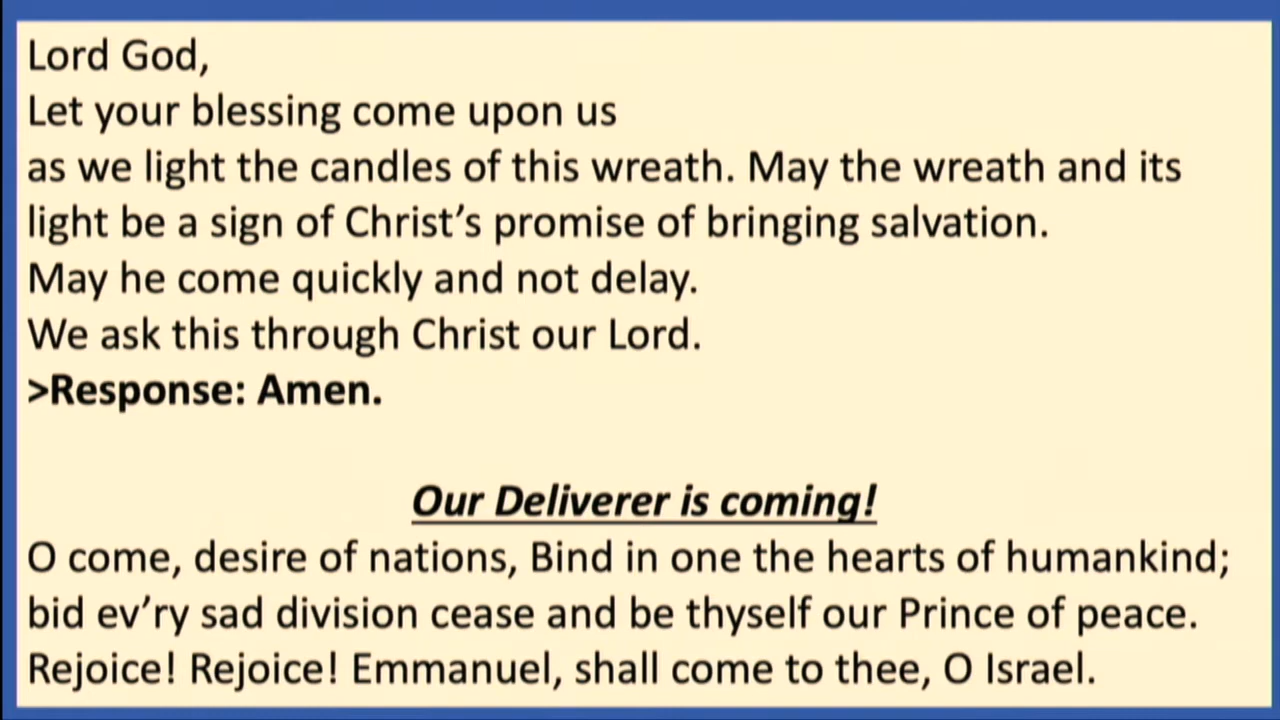 Lord God,
Let your blessing come upon us
as we light the candles of this wreath. May the wreath and its
light be a sign of Christ’s promise of bringing salvation.
May he come quickly and not delay.
We ask this through Christ our Lord.
>Response: Amen.
Our Deliverer is coming!
O come, desire of nations, Bind in one the hearts of humankind;
bid ev’ry sad division cease and be thyself our Prince of peace.
Rejoice! Rejoice! Emmanuel, shall come to thee, O Israel.